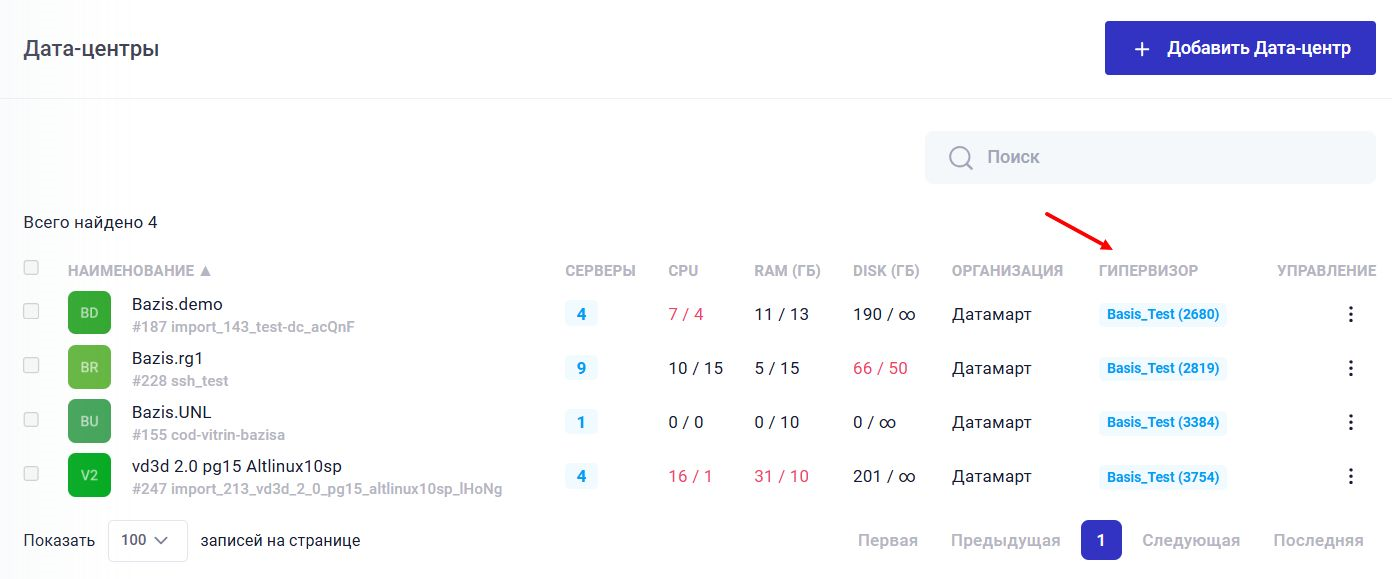 Дата-центры
+ Добавить Дата-центр
Поиск
Всего найдено 4
НАИМЕНОВАНИЕ ▲ СЕРВЕРЫ CPU RAM (ГБ) DISK (ГБ) ОРГАНИЗАЦИЯ ГИПЕРВИЗОР УПРАВЛЕНИЕ
BD Bazis.demo 4 7 / 4 11 / 13 190 / ∞ Датамарт Basis_Test (2680)
#187 import_143_test-dc_acQnF
BR Bazis.rg1 9 10 / 15 5 / 15 66 / 50 Датамарт Basis_Test (2819)
#228 ssh_test
BU Bazis.UNL 1 0 / 0 0 / 10 0 / ∞ Датамарт Basis_Test (3384)
#155 cod-vitrin-bazisa
V2 vd3d 2.0 pg15 Altlinux10sp 4 16 / 1 31 / 10 201 / ∞ Датамарт Basis_Test (3754)
#247 import_213_vd3d_2_0_pg15_altlinux10sp_lHoNg
Показать 100 записей на странице Первая Предыдущая 1 Следующая Последняя